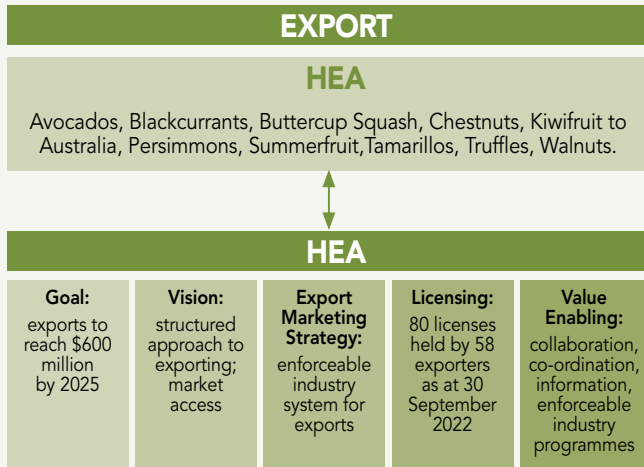 EXPORT
HEA
Avocados, Blackcurrants, Buttercup Squash, Chestnuts, Kiwifruit to
Australia, Persimmons, Summerfruit,Tamarillos, Truffles, Walnuts.
HEA
Goal:
exports to
reach $600
million
by 2025
Vision:
structured
approach to
exporting;
market
access
Export
Marketing
Strategy:
enforceable
industry
system for
exports
Licensing:
80 licenses
held by 58
exporters
as at 30
September
2022
Value
Enabling:
collaboration,
co-ordination,
information,
enforceable
industry
programmes